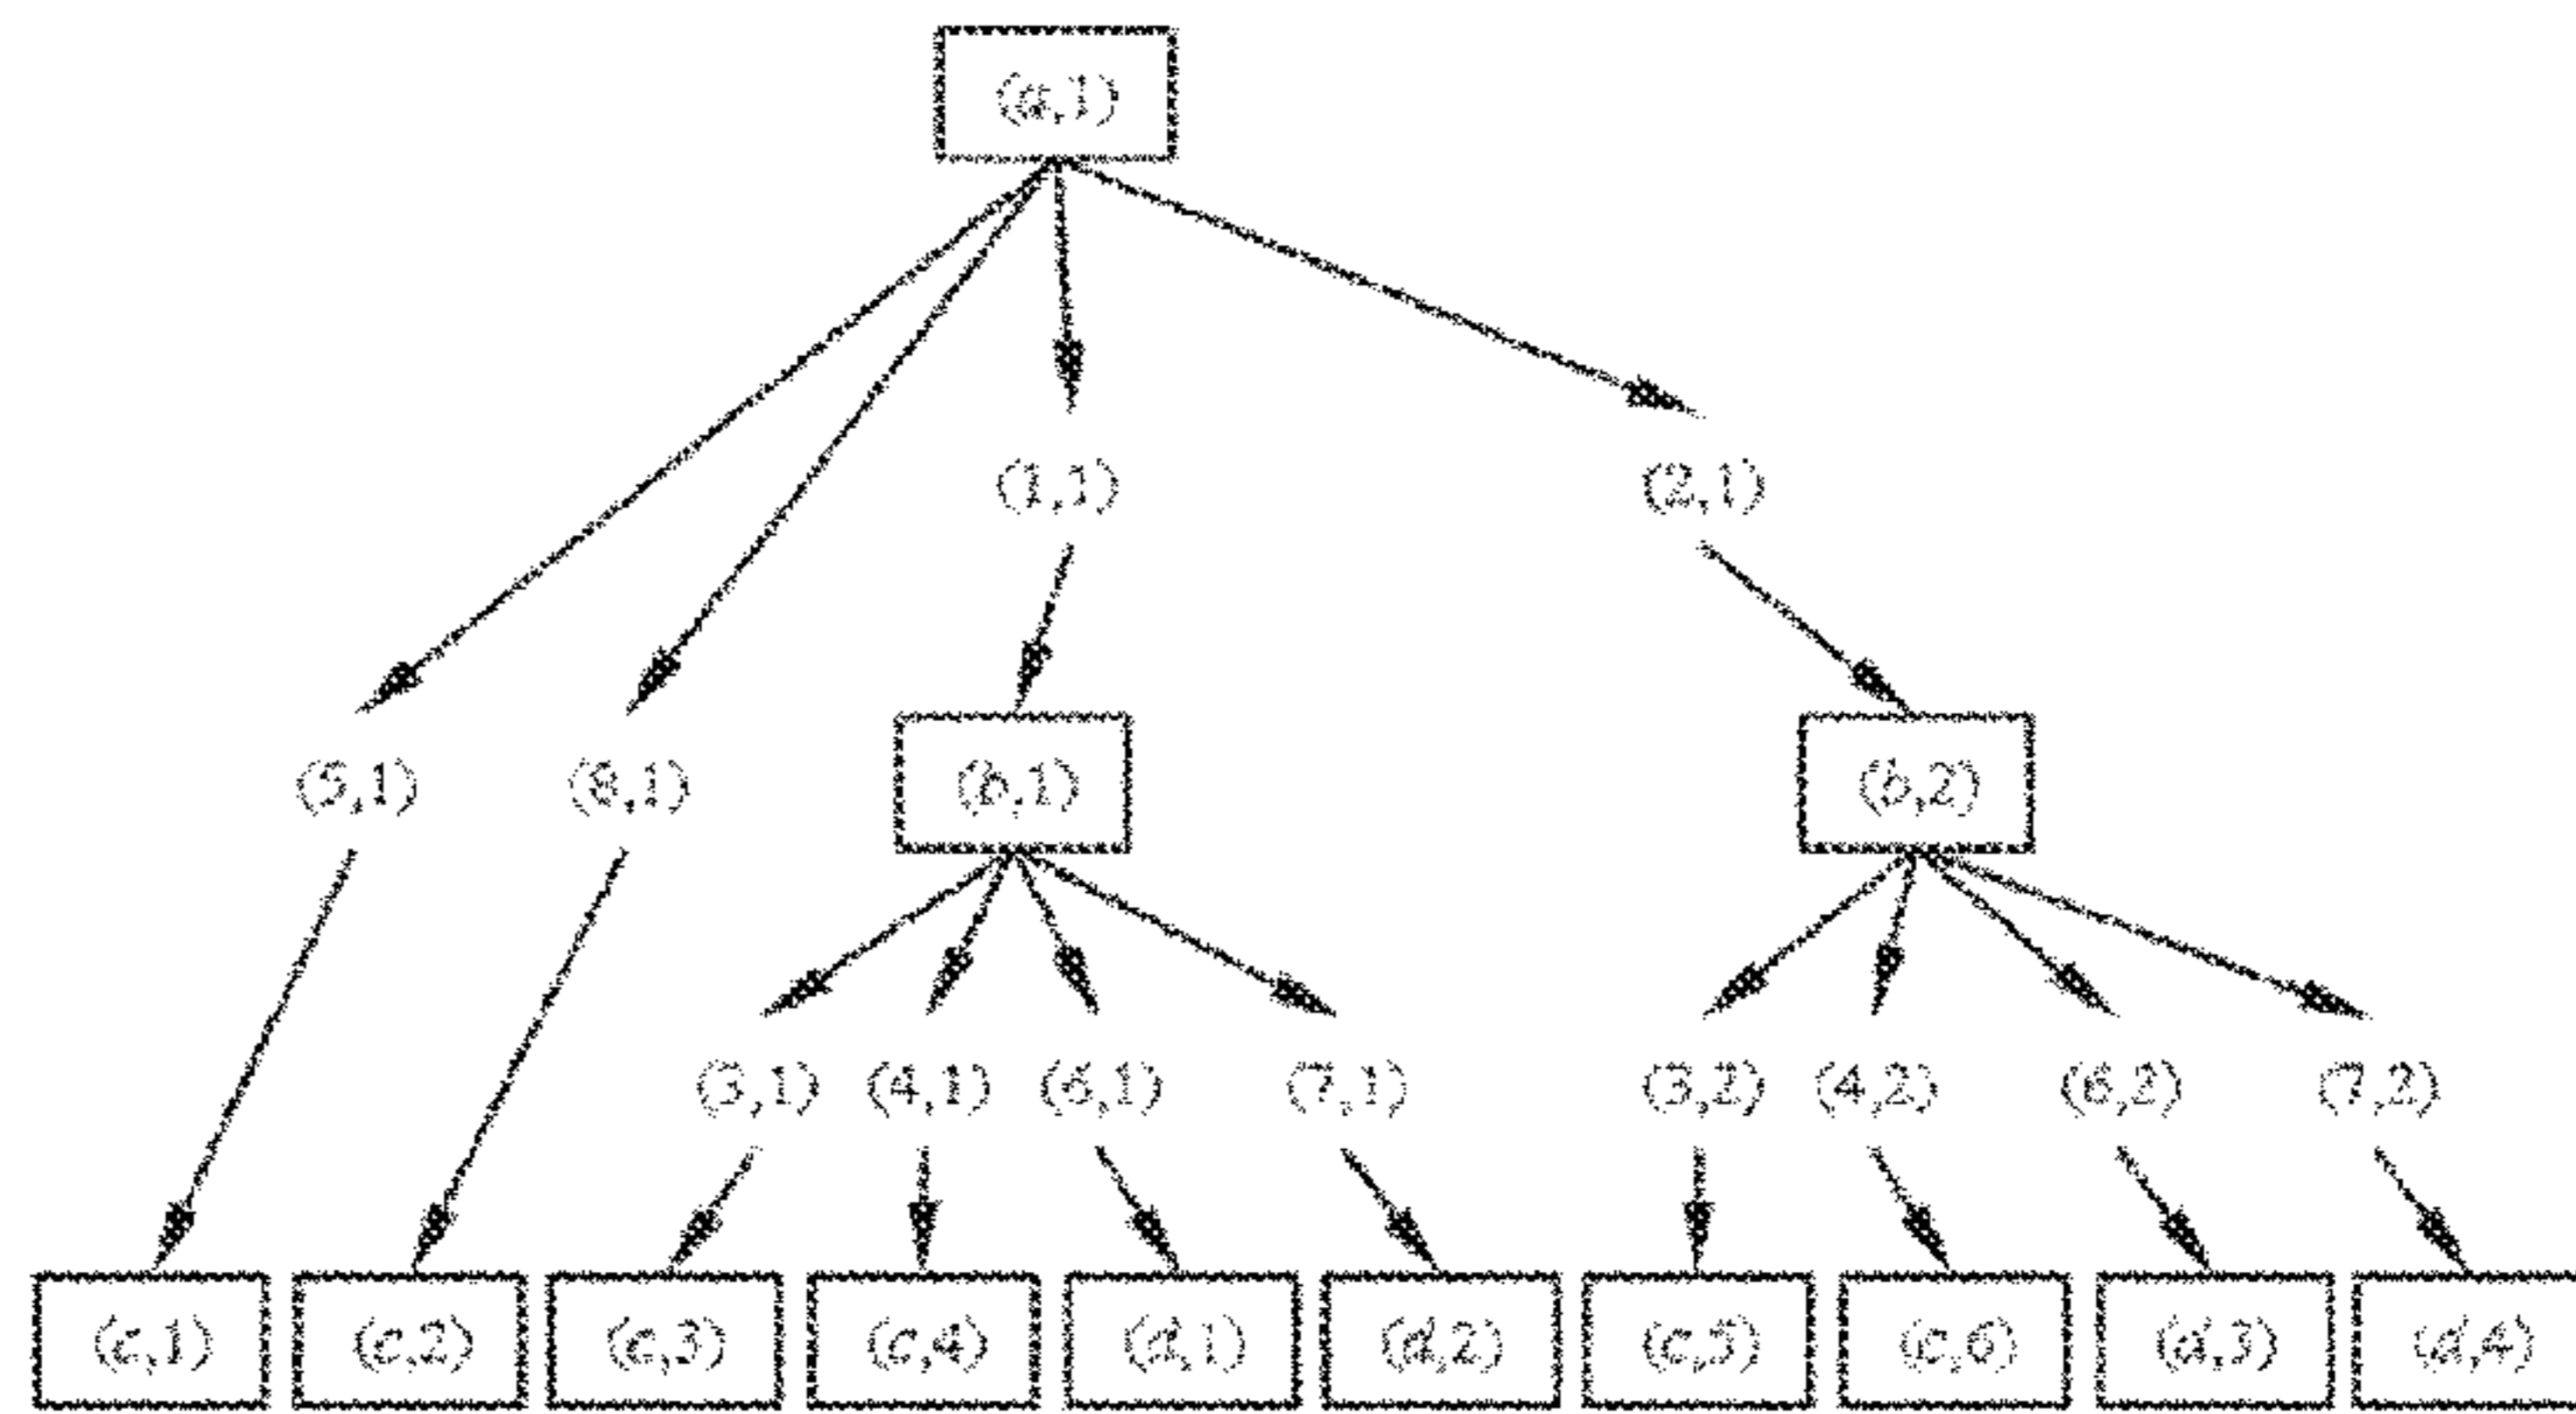 (a,1)
(1,1) (2,1)
(5,1) (8,1) (b,1) (b,2)
(3,1) (4,1) (6,1) (7,1) (3,2) (4,2) (6,2) (7,2)
(c,1) (c,2) (c,3) (c,4) (d,1) (d,2) (c,5) (c,6) (d,3) (d,4)